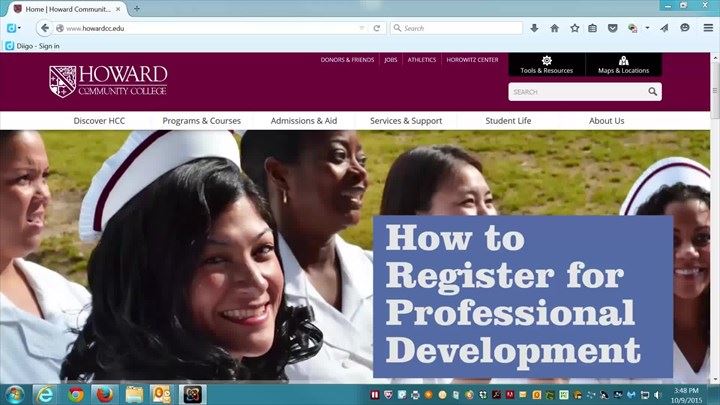 Home | Howard Communit...
www.howardcc.edu
Search
Diigo - Sign in
DONORS & FRIENDS JOBS ATHLETICS HOROWITZ CENTER
Tools & Resources Maps & Locations
HOWARD
COMMUNITY COLLEGE
SEARCH
Discover HCC Programs & Courses Admissions & Aid Services & Support Student Life About Us
How to
Register for
Professional
Development
3:48 PM
10/9/2015